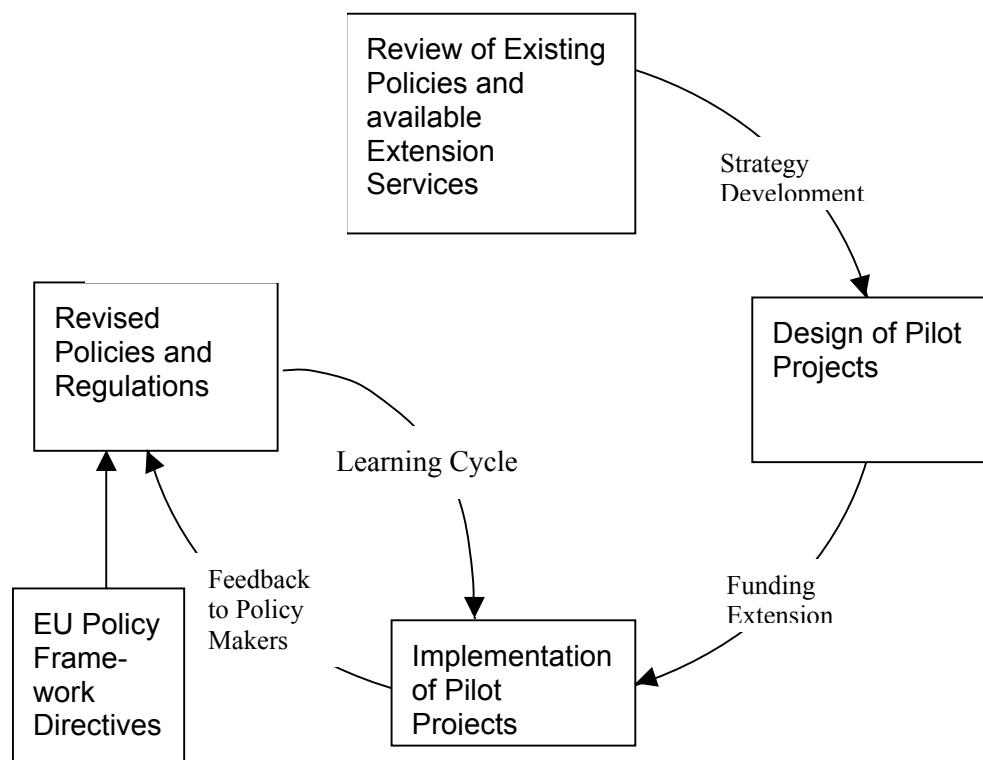 Review of Existing
Policies and
available
Extension
Services
Strategy
Development
Revised
Policies and
Regulations
Design of Pilot
Projects
Learning Cycle
Feedback
to Policy
Makers
Funding
Extension
EU Policy
Frame-
work
Directives
Implementation
of Pilot
Projects